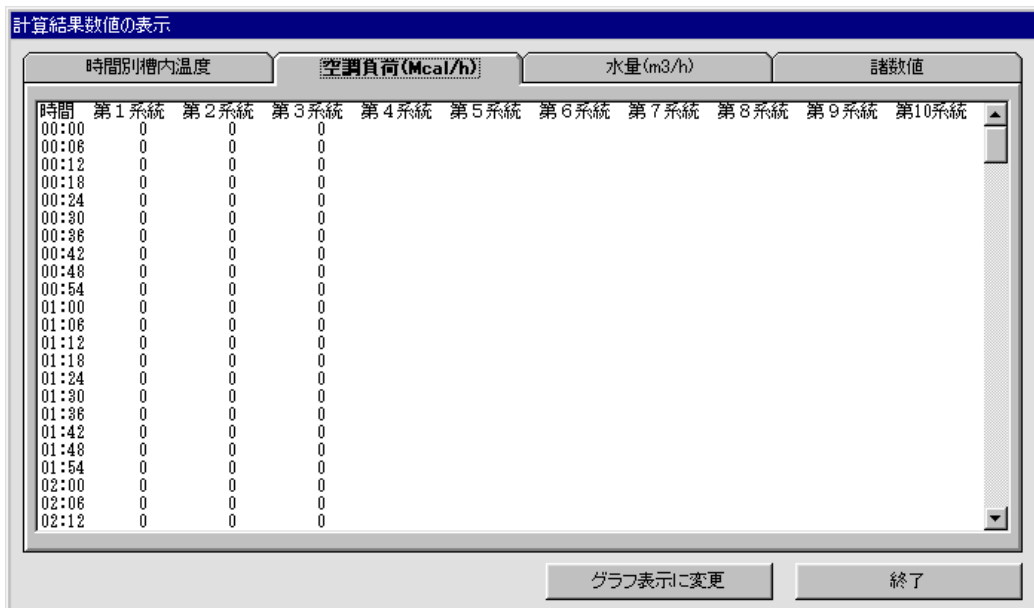 計算結果数値の表示
時間別槽内温度 空調負荷(Mcal/h) 水量(m3/h) 諸数値
時間 第１系統 第２系統 第３系統 第４系統 第５系統 第６系統 第７系統 第８系統 第９系統 第10系統
00:00 0 0 0
00:06 0 0 0
00:12 0 0 0
00:18 0 0 0
00:24 0 0 0
00:30 0 0 0
00:36 0 0 0
00:42 0 0 0
00:48 0 0 0
00:54 0 0 0
01:00 0 0 0
01:06 0 0 0
01:12 0 0 0
01:18 0 0 0
01:24 0 0 0
01:30 0 0 0
01:36 0 0 0
01:42 0 0 0
01:48 0 0 0
01:54 0 0 0
02:00 0 0 0
02:06 0 0 0
02:12 0 0 0
グラフ表示に変更 終了